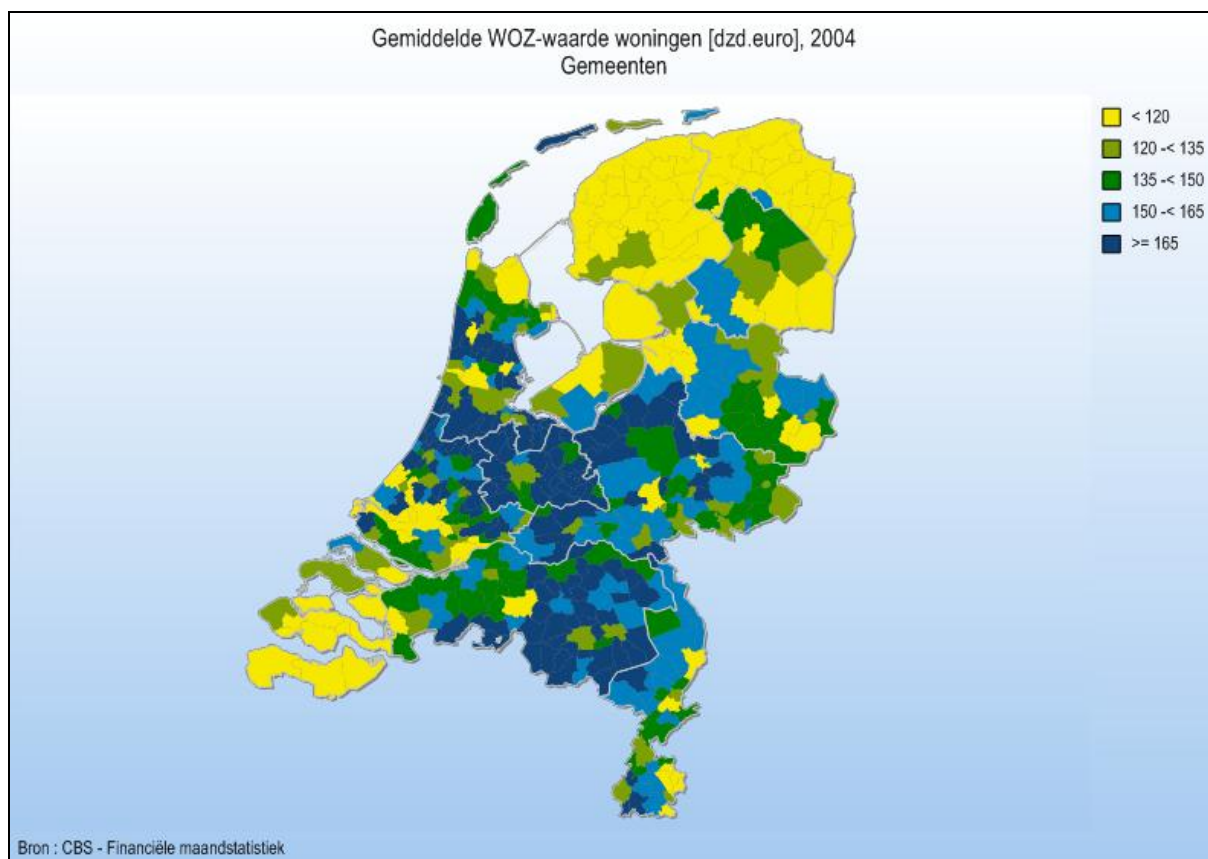 Gemiddelde WOZ-waarde woningen [dzd.euro], 2004
Gemeenten
< 120
120 -< 135
135 -< 150
150 -< 165
>= 165
Bron : CBS - Financiële maandstatistiek